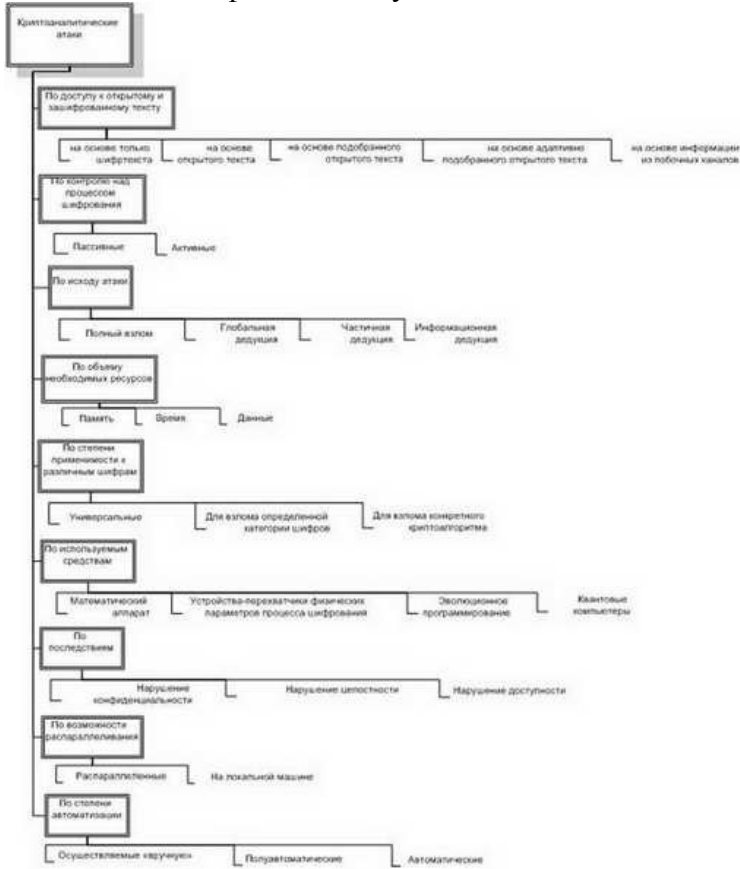 Криптоаналитические
атаки
По доступу к открытому и
зашифрованному тексту
на основе только
шифртекста
на основе
открытого текста
на основе подобранного
открытого текста
на основе адаптивно
подобранного открытого текста
на основе информации
из побочных каналов
По контролю над
процессом
шифрования
Пассивные
Активные
По исходу атаки
Полный взлом
Глобальная
дедукция
Частичная
дедукция
Информационная
дедукция
По объему
необходимых ресурсов
Память
Время
Данные
По степени
применимости к
различным шифрам
Универсальные
Для взлома определенной
категории шифров
Для взлома конкретного
криптоалгоритма
По используемым
средствам
Математический
аппарат
Устройства-перехватчики физических
параметров процесса шифрования
Эволюционное
программирование
Квантовые
компьютеры
По
последствиям
Нарушение
конфиденциальности
Нарушение целостности
Нарушение доступности
По возможности
распараллеливания
Распараллеленные
На локальной машине
По степени
автоматизации
Осуществляемые «вручную»
Полуавтоматические
Автоматические